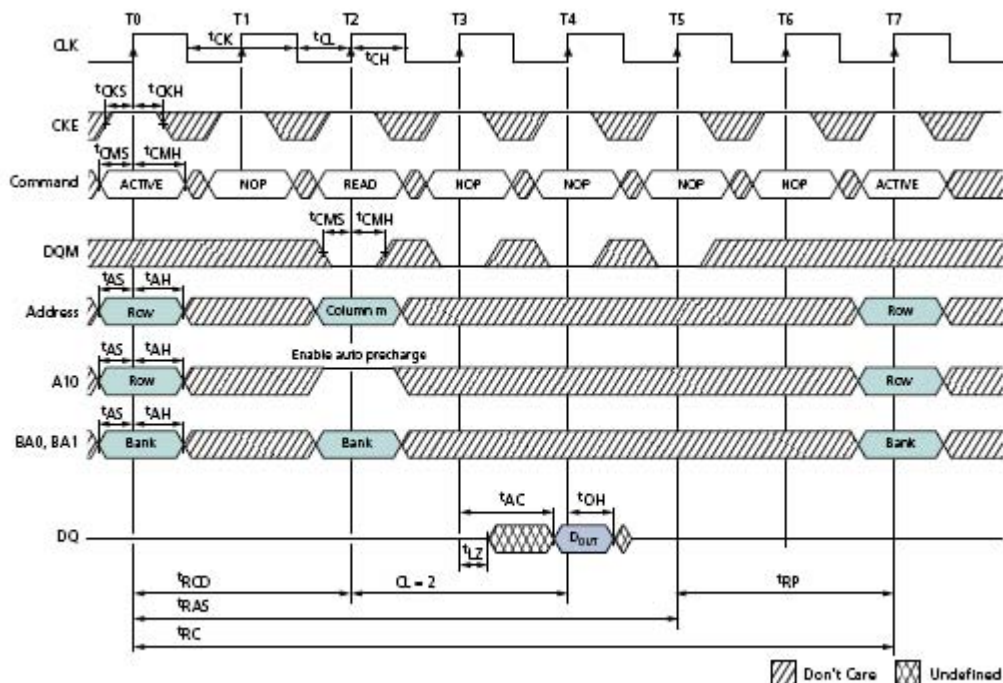 T0 T1 T2 T3 T4 T5 T6 T7
CLK tCK tCL tCH
tCKS tCKH
CKE
tCMS tCMH
Command ACTIVE NOP READ NOP NOP NOP NOP ACTIVE
tCMS tCMH
DQM
tAS tAH
Address Row Column m Row
tAS tAH Enable auto precharge
A10 Row Row
tAS tAH
BA0, BA1 Bank Bank Bank
tAC tOH
DQ DOUT
tLZ
tRCD CL = 2 tRP
tRAS
tRC
Don't Care Undefined